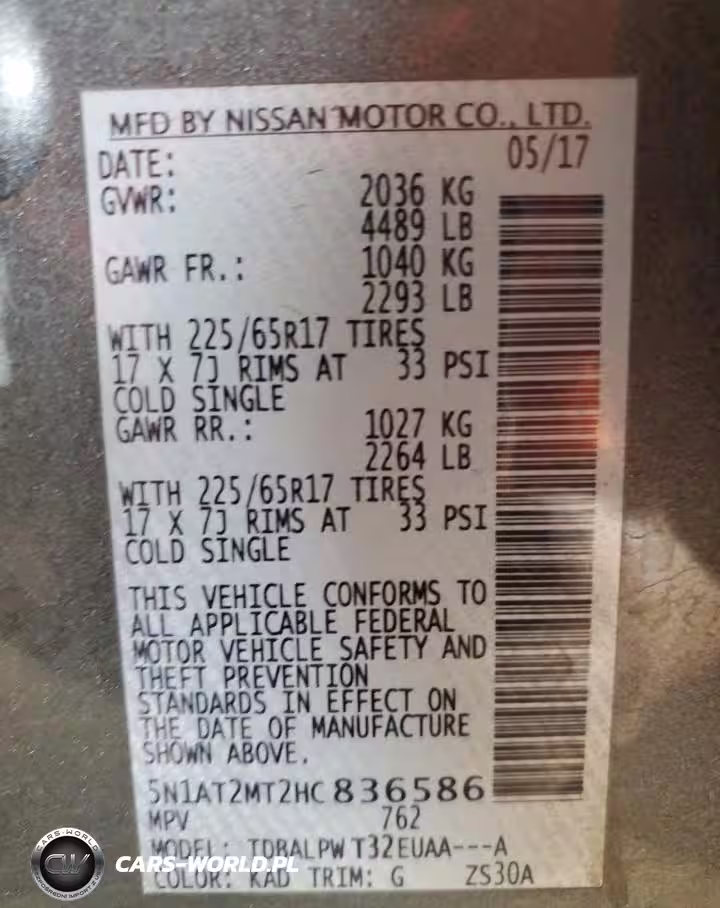 MFD BY NISSAN MOTOR CO., LTD.
DATE: 05/17
GVWR: 2036 KG
4489 LB
GAWR FR.: 1040 KG
2293 LB
WITH 225/65R17 TIRES
17 X 7J RIMS AT 33 PSI
COLD SINGLE
GAWR RR.: 1027 KG
2264 LB
WITH 225/65R17 TIRES
17 X 7J RIMS AT 33 PSI
COLD SINGLE
THIS VEHICLE CONFORMS TO
ALL APPLICABLE FEDERAL
MOTOR VEHICLE SAFETY AND
THEFT PREVENTION
STANDARDS IN EFFECT ON
THE DATE OF MANUFACTURE
SHOWN ABOVE.
5N1AT2MT2HC836586
MPV 762
MODEL: TDBALPW T32EUAA---A
COLOR: KAD TRIM: G ZS30A
CARS-WORLD
CW
CARS-WORLD.PL